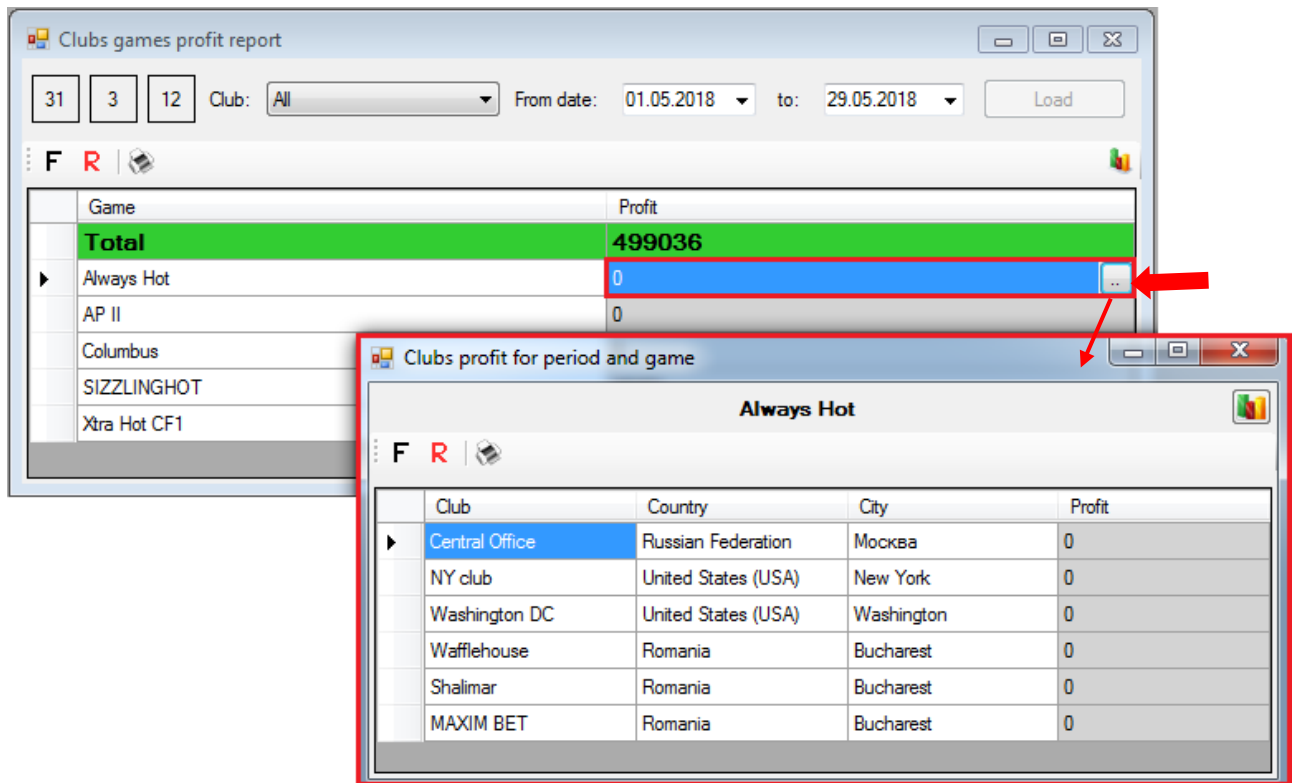 Clubs games profit report
31 3 12 Club: All From date: 01.05.2018 to: 29.05.2018 Load
F R
Game Profit
Total 499036
Always Hot 0 ..
AP II 0
Columbus
SIZZLINGHOT
Xtra Hot CF1
Clubs profit for period and game
Always Hot
F R
Club Country City Profit
Central Office Russian Federation Москва 0
NY club United States (USA) New York 0
Washington DC United States (USA) Washington 0
Wafflehouse Romania Bucharest 0
Shalimar Romania Bucharest 0
MAXIM BET Romania Bucharest 0